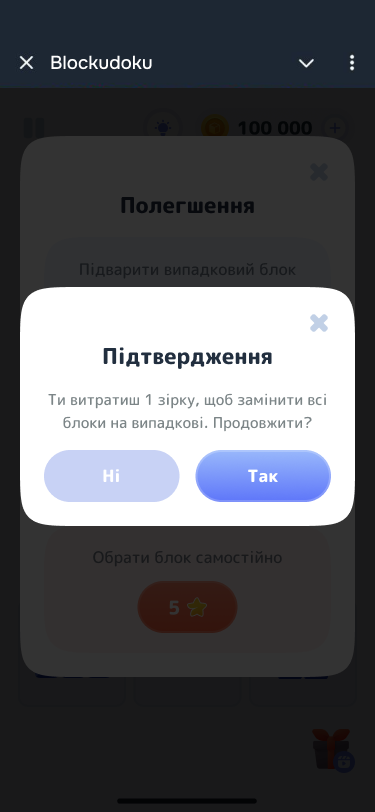 Blockudoku
100 000
Полегшення
Підварити випадковий блок
Підтвердження
Ти витратиш 1 зірку, щоб замінити всі
блоки на випадкові. Продовжити?
Ні
Так
Обрати блок самостійно
5